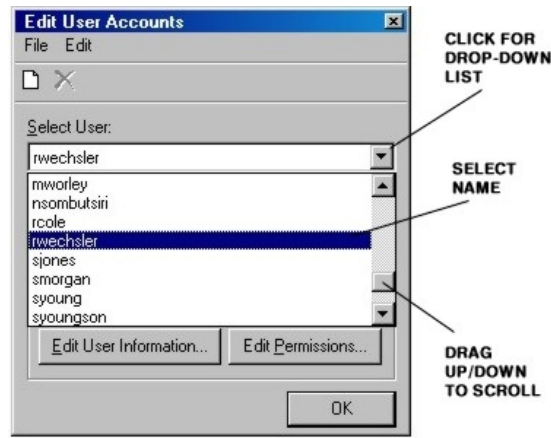 Edit User Accounts
File Edit
Select User:
rwechsler
mworley
nsombutsiri
rcole
rwechsler
sjones
smorgan
syoung
syoungson
Edit User Information...
Edit Permissions...
OK
CLICK FOR
DROP-DOWN
LIST
SELECT
NAME
DRAG
UP/DOWN
TO SCROLL